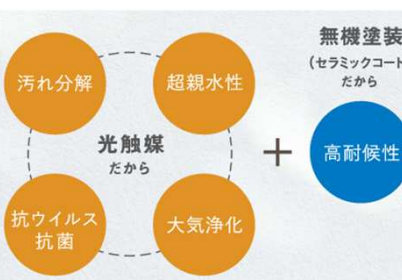 汚れ分解
超親水性
光触媒
だから
抗ウイルス
抗菌
大気浄化
+
無機塗装
(セラミックコート
だから
高耐候性